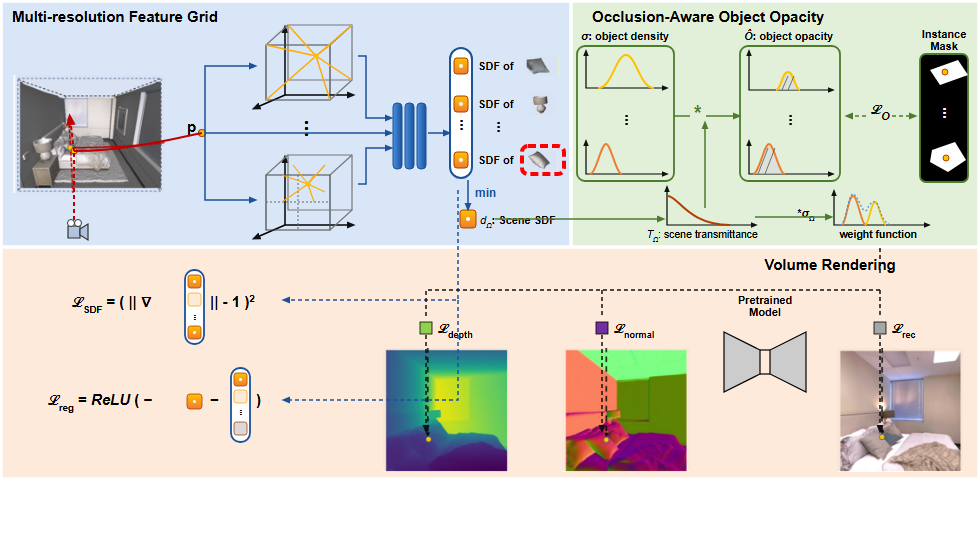 Multi-resolution Feature Grid
p
SDF of
SDF of
SDF of
min
d_Ω: Scene SDF
Occlusion-Aware Object Opacity
σ: object density
Ô: object opacity
Instance
Mask
*
ℒ_O
T_Ω: scene transmittance
*σ_Ω
weight function
Volume Rendering
ℒ_SDF = ( || ∇ || - 1 )²
ℒ_reg = ReLU ( − − )
ℒ_depth
ℒ_normal
Pretrained
Model
ℒ_rec